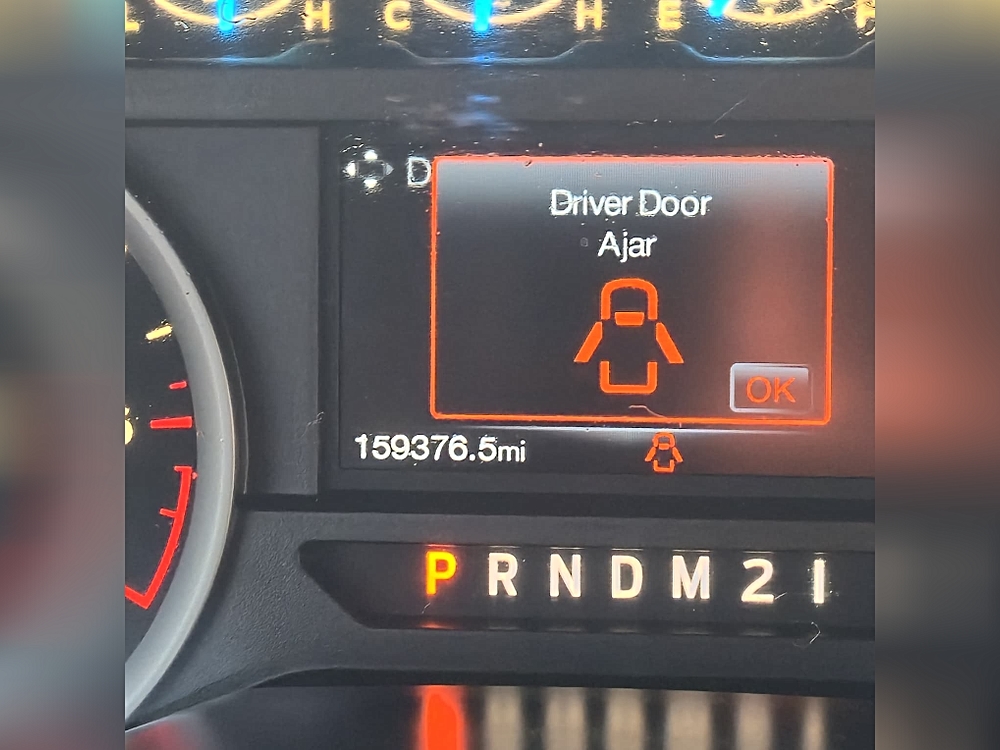 H C H E F
D
Driver Door
Ajar
OK
159376.5mi
P R N D M 2 1